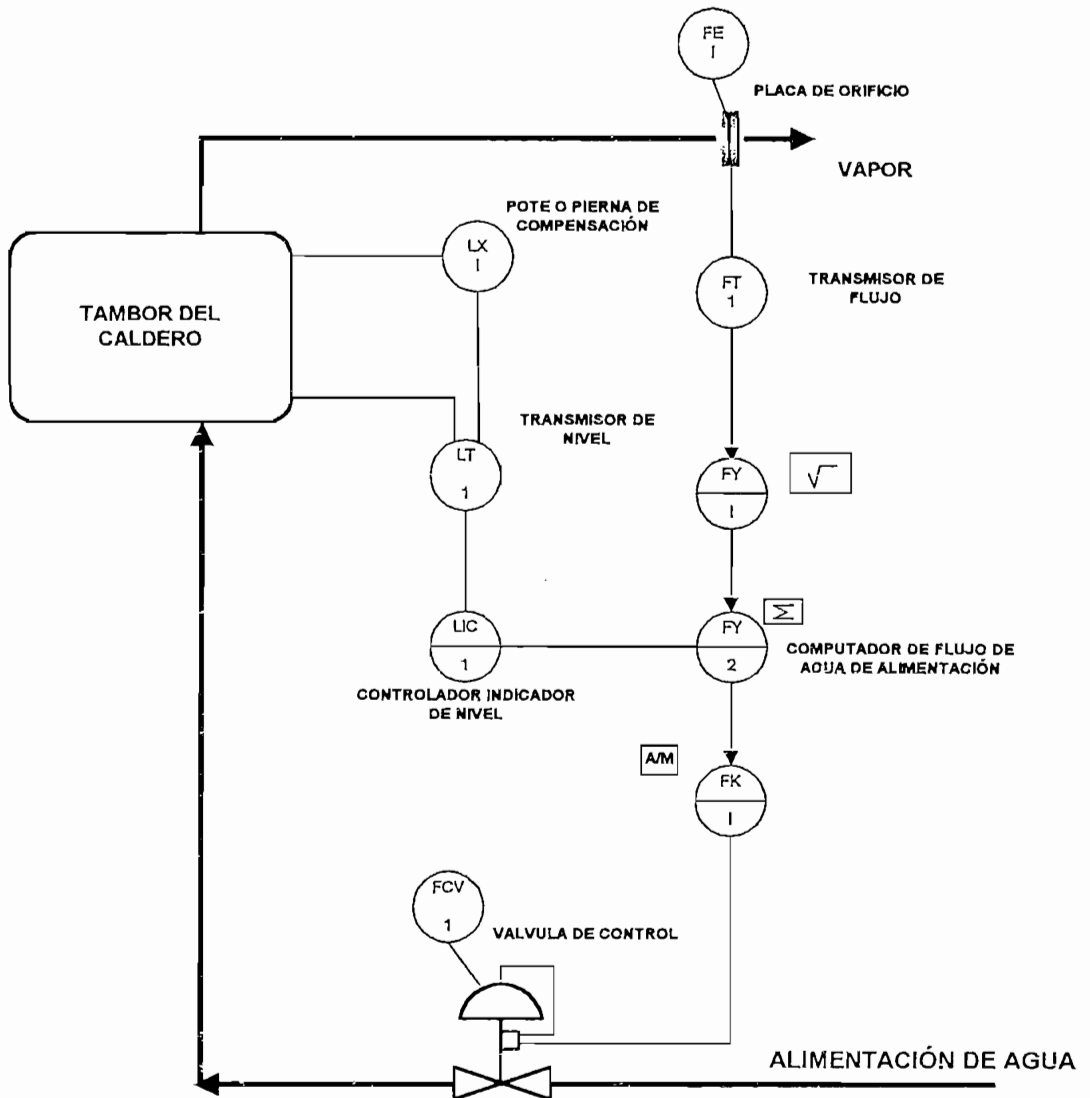 FE
I
PLACA DE ORIFICIO
VAPOR
POTE O PIERNA DE
COMPENSACIÓN
LX
I
TAMBOR DEL
CALDERO
FT
1
TRANSMISOR DE
FLUJO
TRANSMISOR DE
NIVEL
LT
1
FY
I
√
LIC
1
CONTROLADOR INDICADOR
DE NIVEL
Σ
FY
2
COMPUTADOR DE FLUJO DE
AGUA DE ALIMENTACIÓN
A/M
FK
I
FCV
1
VALVULA DE CONTROL
ALIMENTACIÓN DE AGUA